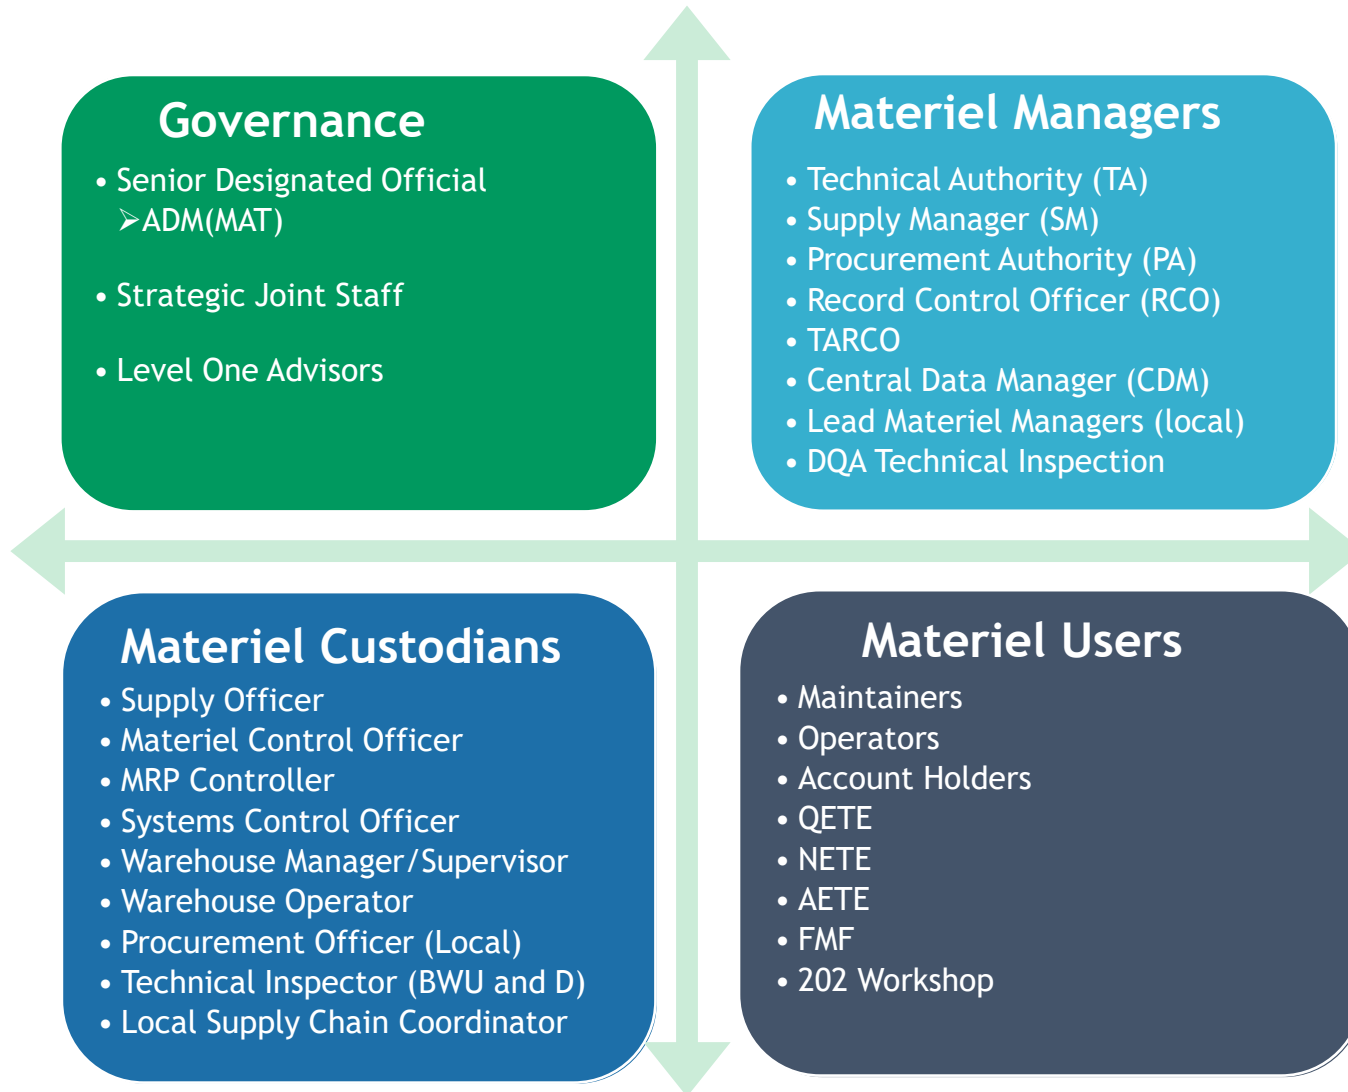 Governance
• Senior Designated Official
➢ADM(MAT)
• Strategic Joint Staff
• Level One Advisors
Materiel Managers
• Technical Authority (TA)
• Supply Manager (SM)
• Procurement Authority (PA)
• Record Control Officer (RCO)
• TARCO
• Central Data Manager (CDM)
• Lead Materiel Managers (local)
• DQA Technical Inspection
Materiel Custodians
• Supply Officer
• Materiel Control Officer
• MRP Controller
• Systems Control Officer
• Warehouse Manager/Supervisor
• Warehouse Operator
• Procurement Officer (Local)
• Technical Inspector (BWU and D)
• Local Supply Chain Coordinator
Materiel Users
• Maintainers
• Operators
• Account Holders
• QETE
• NETE
• AETE
• FMF
• 202 Workshop